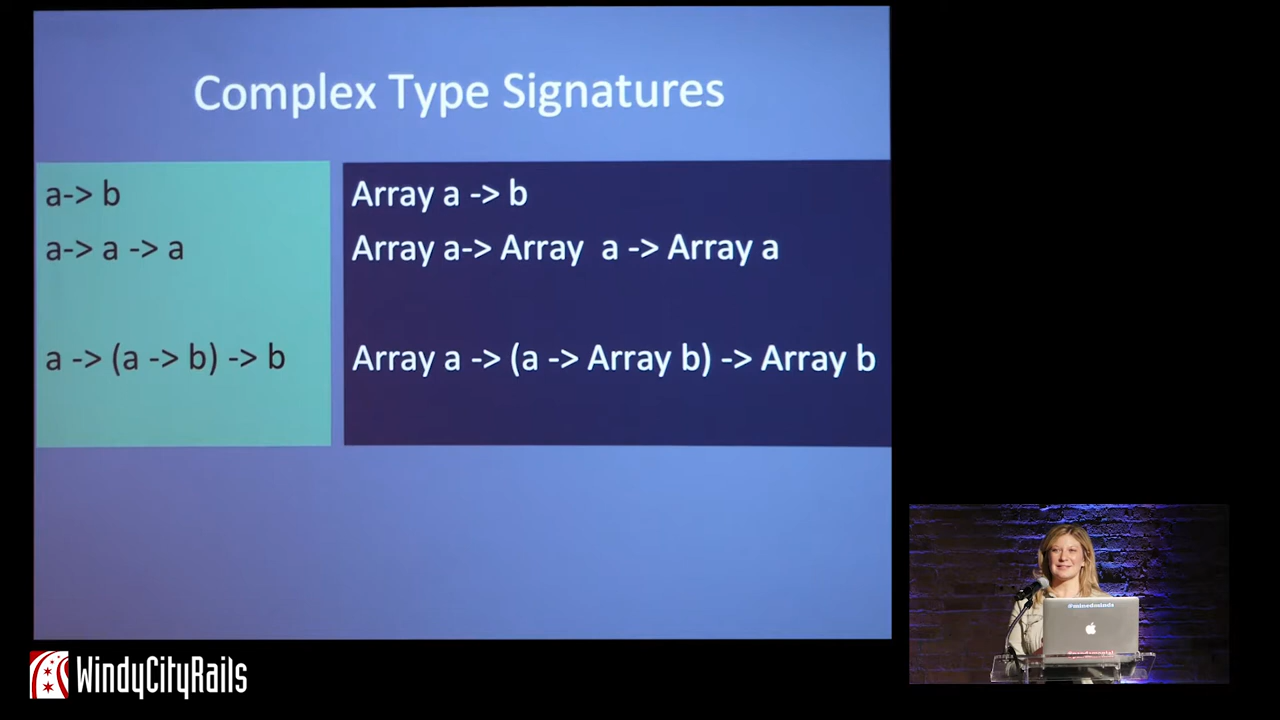 Complex Type Signatures
a-> b
a-> a -> a
a -> (a -> b) -> b
Array a -> b
Array a-> Array  a -> Array a
Array a -> (a -> Array b) -> Array b
WindyCityRails